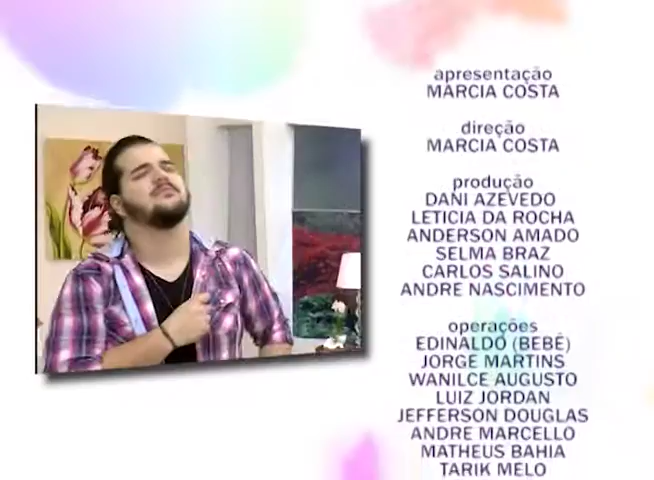 apresentação
MARCIA COSTA
direção
MARCIA COSTA
produção
DANI AZEVEDO
LETICIA DA ROCHA
ANDERSON AMADO
SELMA BRAZ
CARLOS SALINO
ANDRE NASCIMENTO
operações
EDINALDO (BEBÊ)
JORGE MARTINS
WANILCE AUGUSTO
LUIZ JORDAN
JEFFERSON DOUGLAS
ANDRE MARCELLO
MATHEUS BAHIA
TARIK MELO